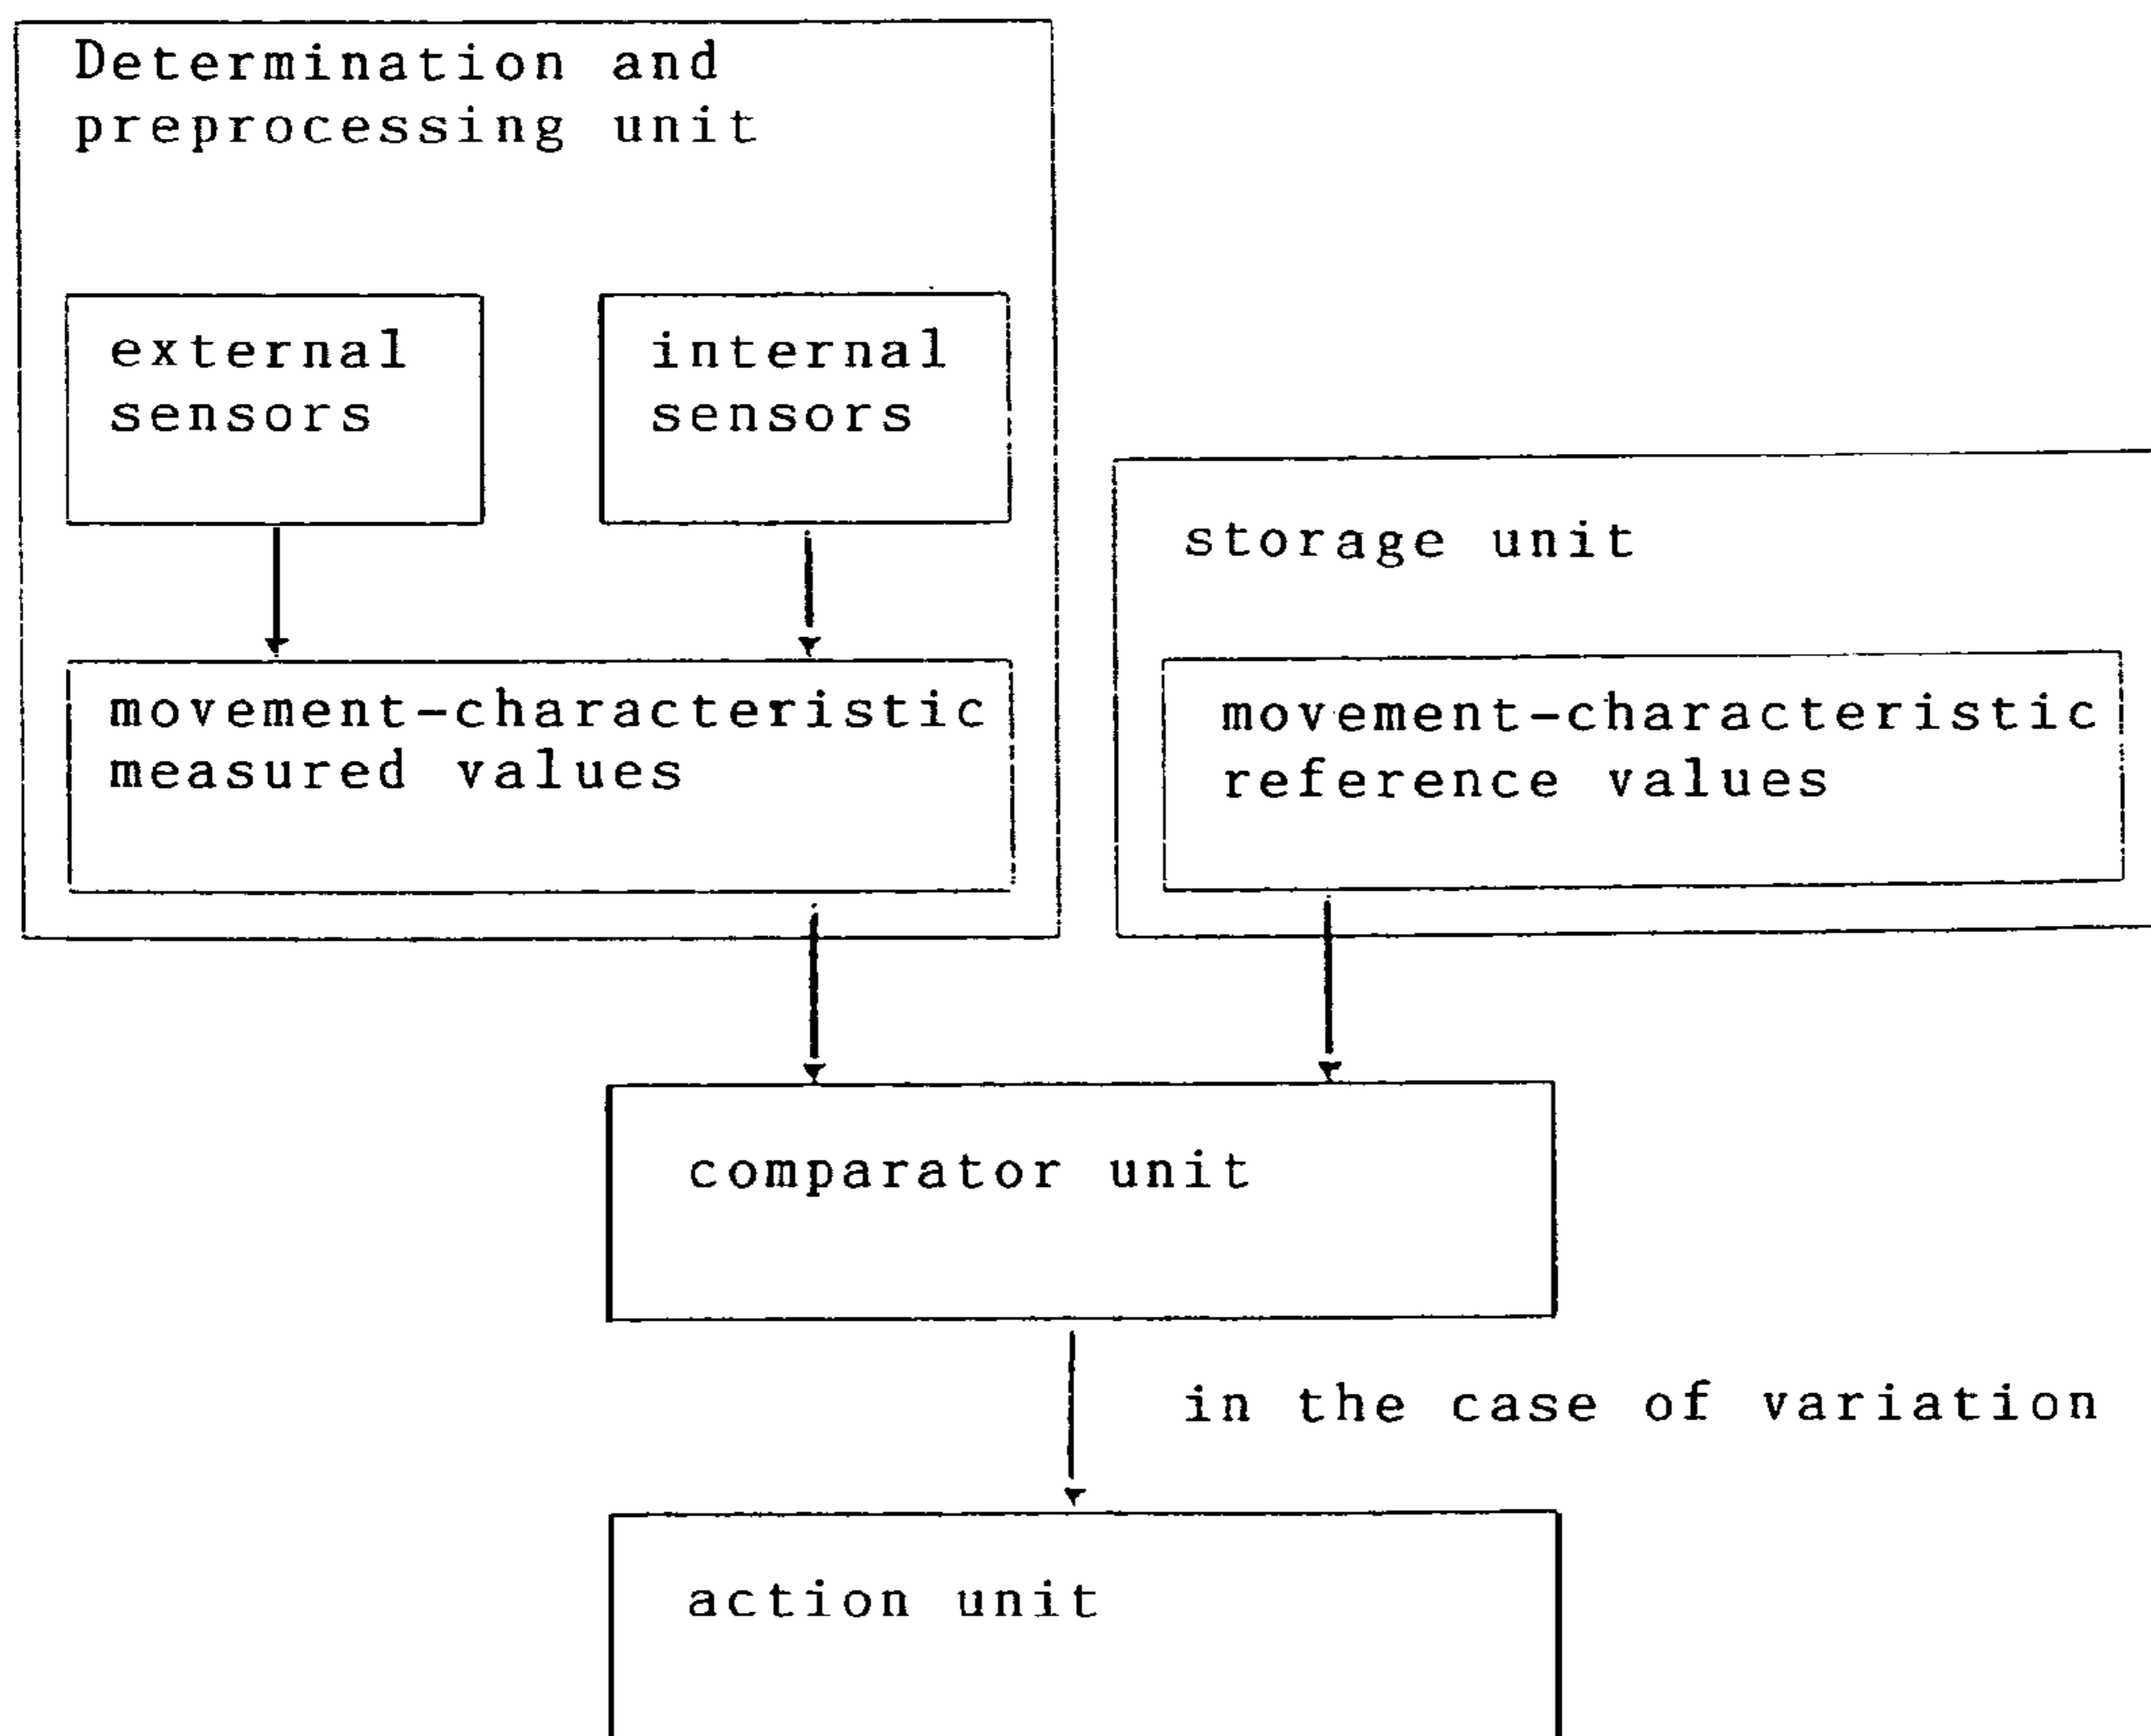 Determination and
preprocessing unit
external
sensors
internal
sensors
storage unit
movement-characteristic
measured values
movement-characteristic
reference values
comparator unit
in the case of variation
action unit